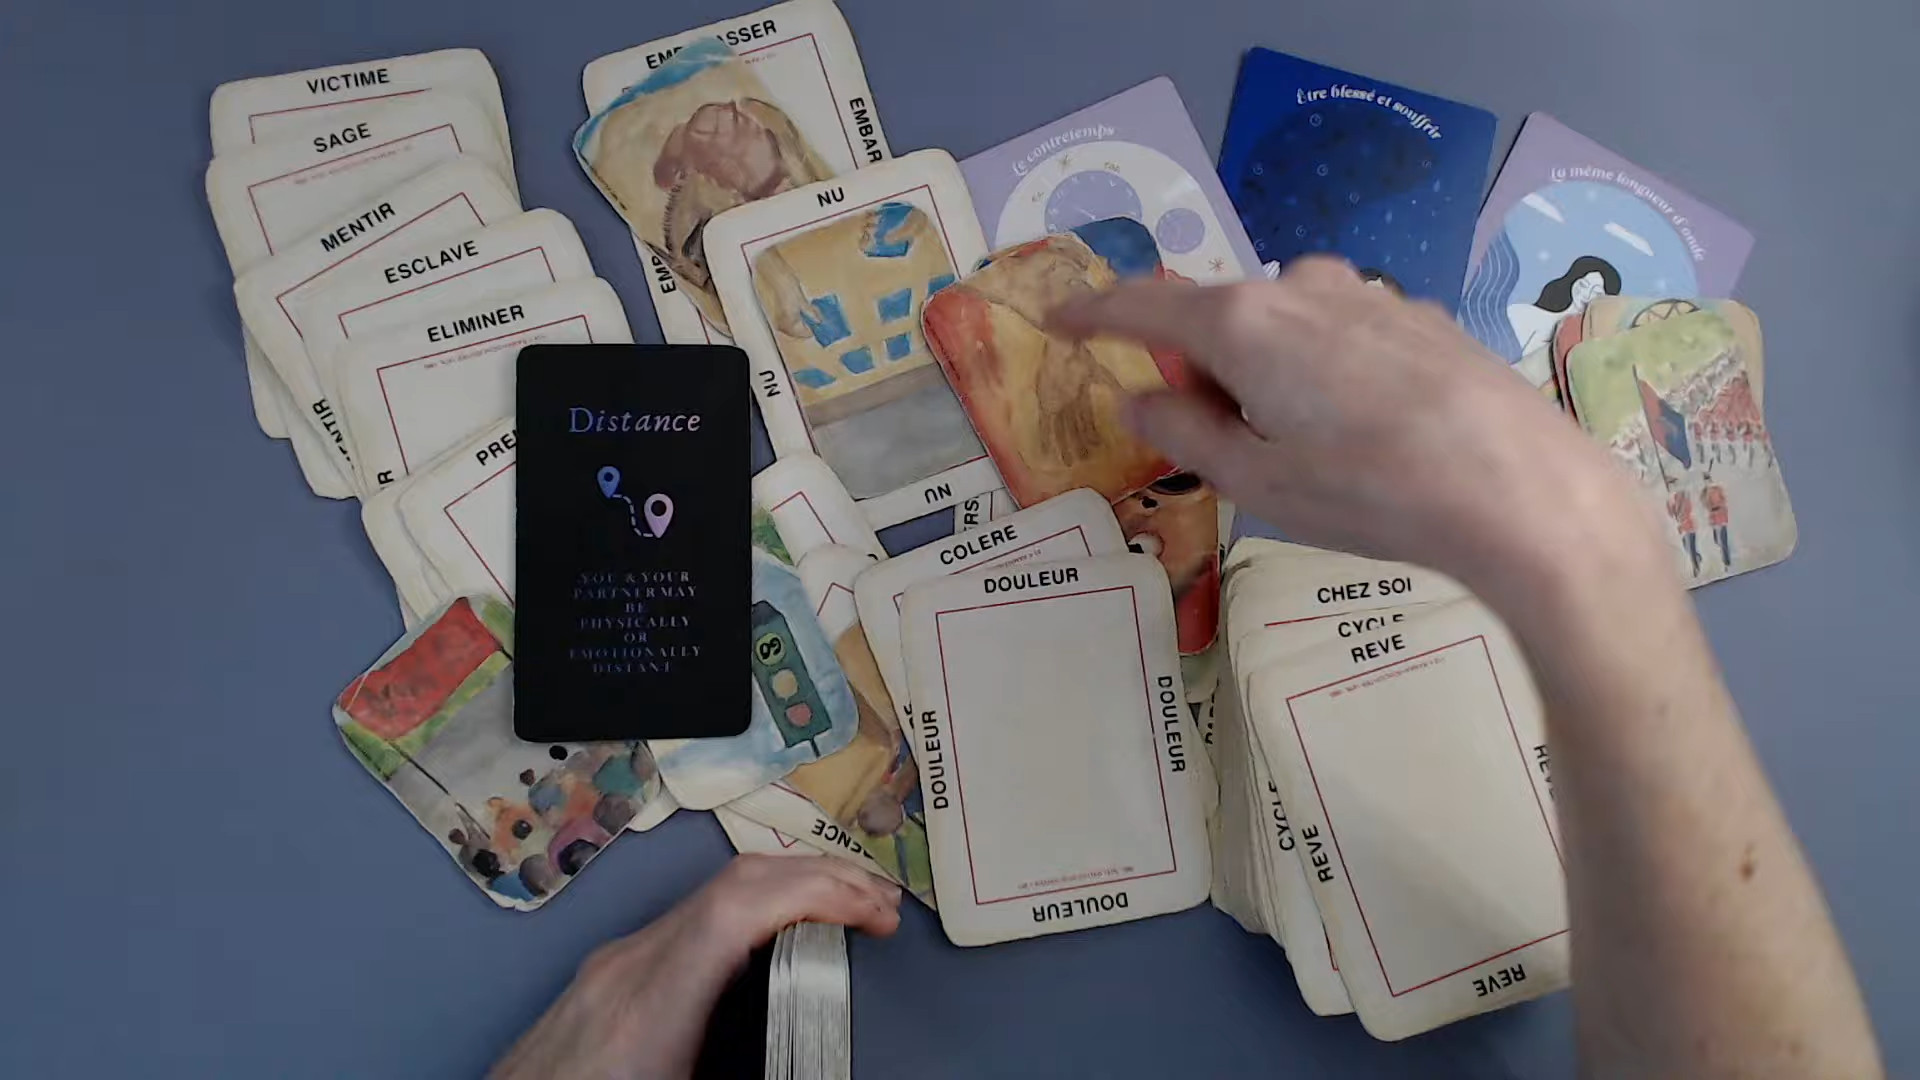 VICTIME
SAGE
MENTIR
ESCLAVE
ELIMINER
NU
NU
NU
Le contretemps
Être blessé et souffrir
La même longueur d'onde
Distance
YOU & YOUR
PARTNER MAY
BE
PHYSICALLY
OR
EMOTIONALLY
DISTANT
GO
COLERE
DOULEUR
DOULEUR
DOULEUR
DOULEUR
CHEZ SOI
CYCLE
CYCLE
REVE
REVE
REVE